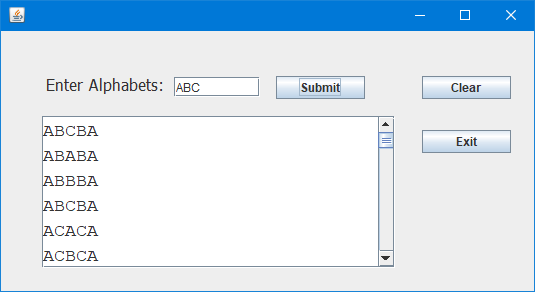 Enter Alphabets: ABC Submit Clear
Exit
ABCBA
ABABA
ABBBA
ABCBA
ACACA
ACBCA